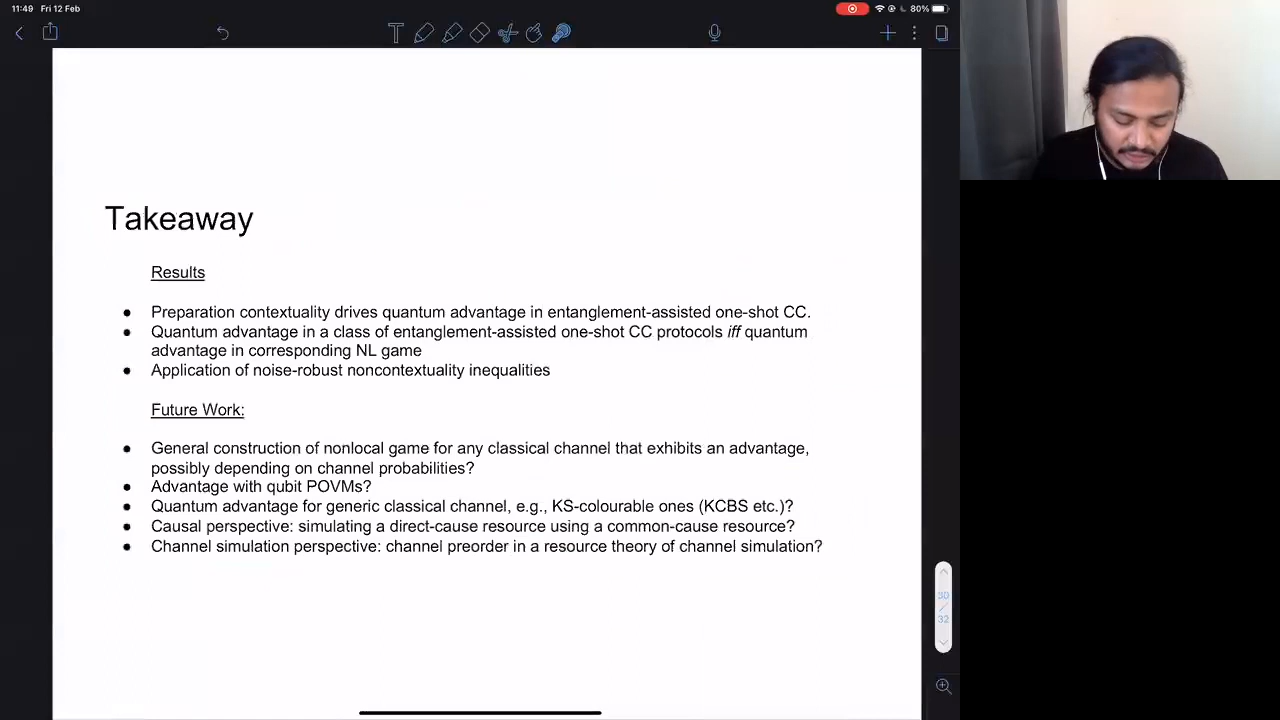 11:49 Fri 12 Feb
80%
Takeaway
Results
● Preparation contextuality drives quantum advantage in entanglement-assisted one-shot CC.
● Quantum advantage in a class of entanglement-assisted one-shot CC protocols iff quantum
advantage in corresponding NL game
● Application of noise-robust noncontextuality inequalities
Future Work:
● General construction of nonlocal game for any classical channel that exhibits an advantage,
possibly depending on channel probabilities?
● Advantage with qubit POVMs?
● Quantum advantage for generic classical channel, e.g., KS-colourable ones (KCBS etc.)?
● Causal perspective: simulating a direct-cause resource using a common-cause resource?
● Channel simulation perspective: channel preorder in a resource theory of channel simulation?
30
/
32